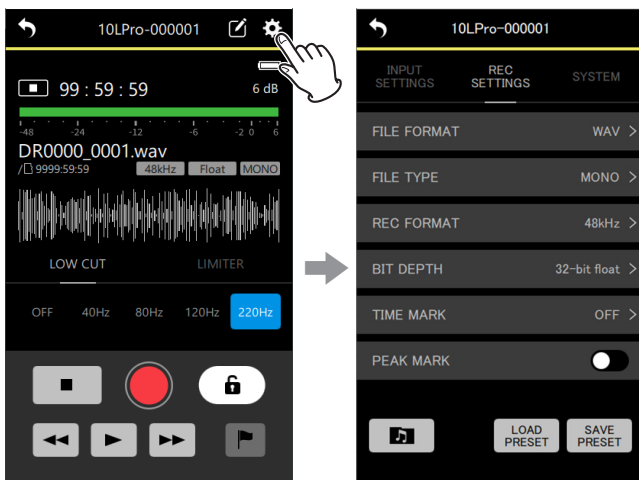 10LPro-000001
99 : 59 : 59
6 dB
-48 -24 -12 -6 -2 0 6
DR0000_0001.wav
/ 9999:59:59 48kHz Float MONO
LOW CUT LIMITER
OFF 40Hz 80Hz 120Hz 220Hz
10LPro-000001
INPUT SETTINGS
REC SETTINGS
SYSTEM
FILE FORMAT WAV >
FILE TYPE MONO >
REC FORMAT 48kHz >
BIT DEPTH 32-bit float >
TIME MARK OFF >
PEAK MARK
LOAD PRESET
SAVE PRESET